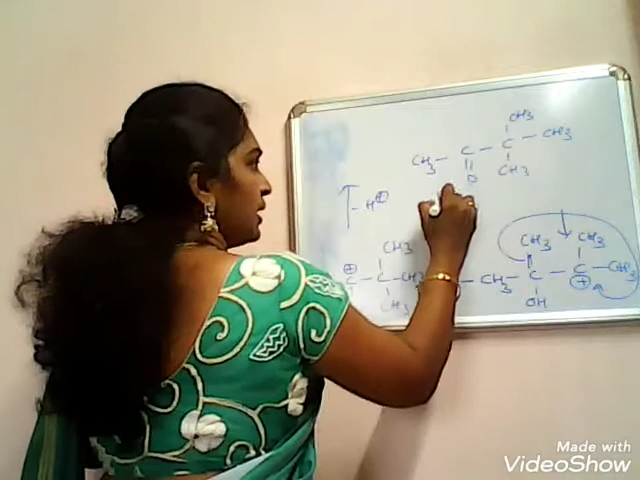 CH3
CH3 - C - C - CH3
O CH3
- H⊕
CH3 CH3 CH3
⊕
C - C - CH3 CH3 - C - C - CH3
CH3 OH ⊕
Made with
VideoShow